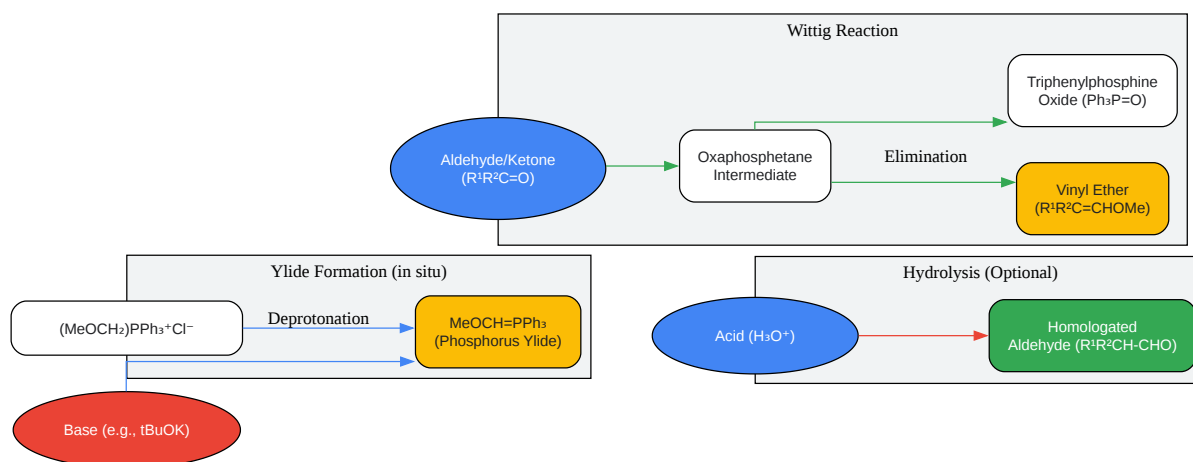 Wittig Reaction
Triphenylphosphine
Oxide (Ph₃P=O)
Aldehyde/Ketone
(R¹R²C=O)
Oxaphosphetane
Intermediate
Elimination
Vinyl Ether
(R¹R²C=CHOMe)
Ylide Formation (in situ)
(MeOCH₂)PPh₃⁺Cl⁻
Deprotonation
MeOCH=PPh₃
(Phosphorus Ylide)
Base (e.g., tBuOK)
Hydrolysis (Optional)
Acid (H₃O⁺)
Homologated
Aldehyde (R¹R²CH-CHO)